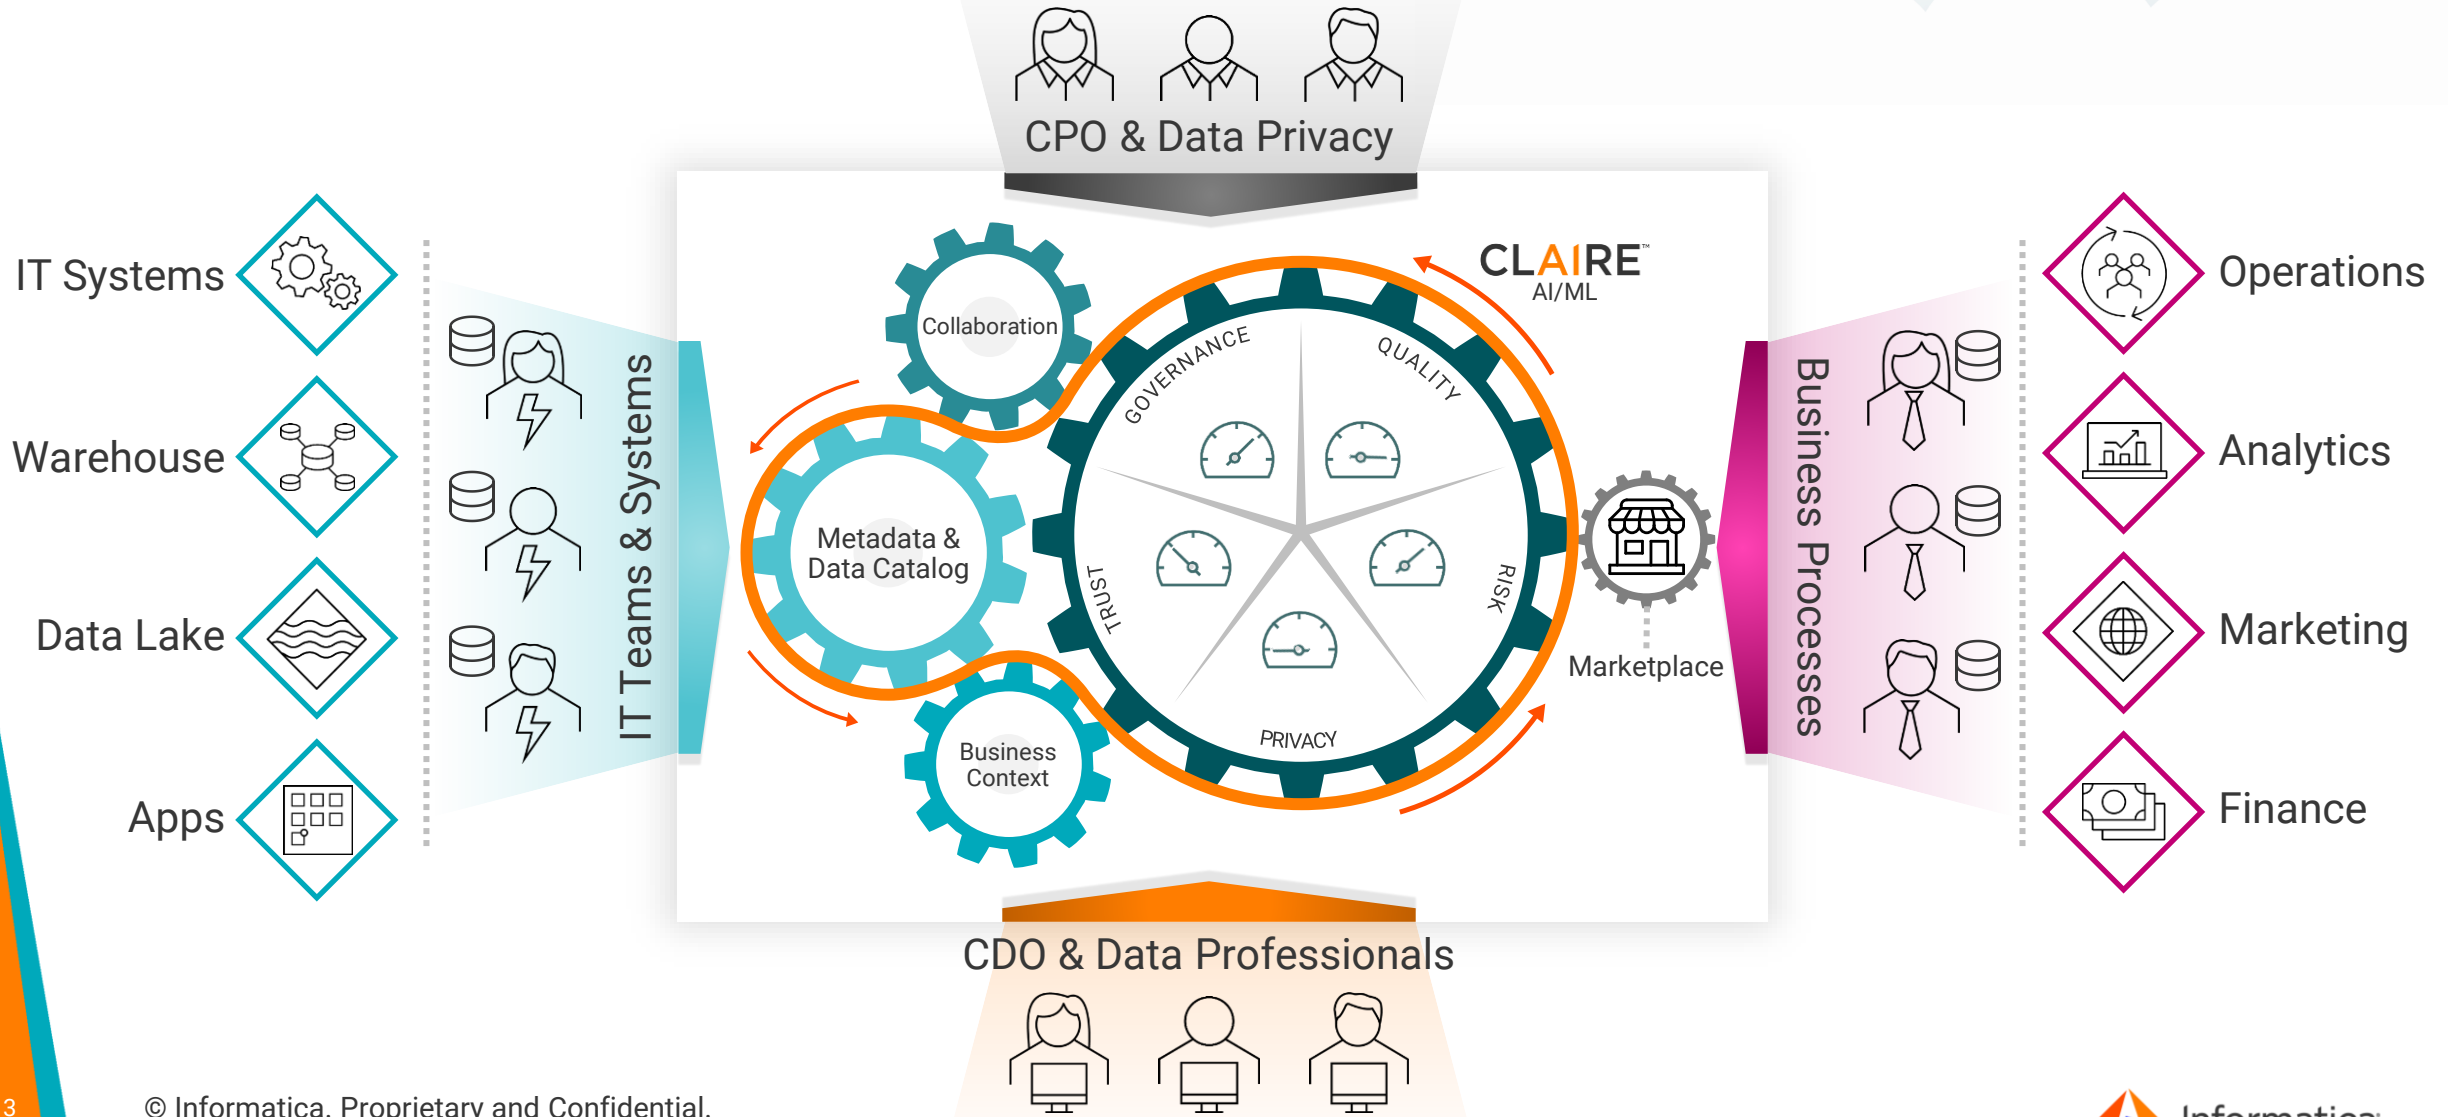 CPO & Data Privacy
IT Systems
Warehouse
Data Lake
Apps
IT Teams & Systems
Collaboration
Metadata &
Data Catalog
Business
Context
CLAIRE™
AI/ML
GOVERNANCE
QUALITY
RISK
PRIVACY
TRUST
Marketplace
Business Processes
Operations
Analytics
Marketing
Finance
CDO & Data Professionals
3
© Informatica. Proprietary and Confidential.
Informatica